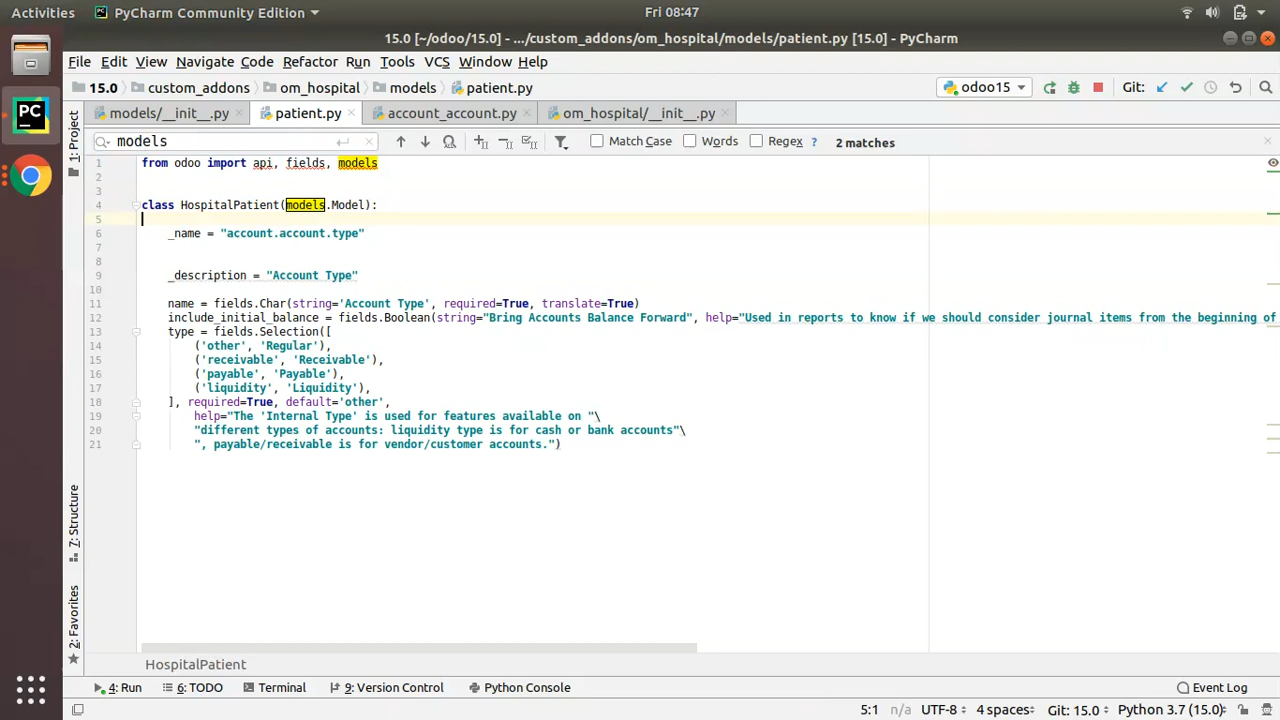 Activities PyCharm Community Edition Fri 08:47
15.0 [~/odoo/15.0] - .../custom_addons/om_hospital/models/patient.py [15.0] - PyCharm
File Edit View Navigate Code Refactor Run Tools VCS Window Help
15.0 custom_addons om_hospital models patient.py odoo15 Git:
models/__init__.py patient.py account_account.py om_hospital/__init__.py
models Match Case Words Regex ? 2 matches
1 from odoo import api, fields, models
2
3
4 class HospitalPatient(models.Model):
5
6 _name = "account.account.type"
7
8
9 _description = "Account Type"
10
11 name = fields.Char(string='Account Type', required=True, translate=True)
12 include_initial_balance = fields.Boolean(string="Bring Accounts Balance Forward", help="Used in reports to know if we should consider journal items from the beginning of
13 type = fields.Selection([
14 ('other', 'Regular'),
15 ('receivable', 'Receivable'),
16 ('payable', 'Payable'),
17 ('liquidity', 'Liquidity'),
18 ], required=True, default='other',
19 help="The 'Internal Type' is used for features available on "\
20 "different types of accounts: liquidity type is for cash or bank accounts"\
21 ", payable/receivable is for vendor/customer accounts.")
1: Project
7: Structure
2: Favorites
HospitalPatient
4: Run 6: TODO Terminal 9: Version Control Python Console Event Log
5:1 n/a UTF-8 4 spaces Git: 15.0 Python 3.7 (15.0)